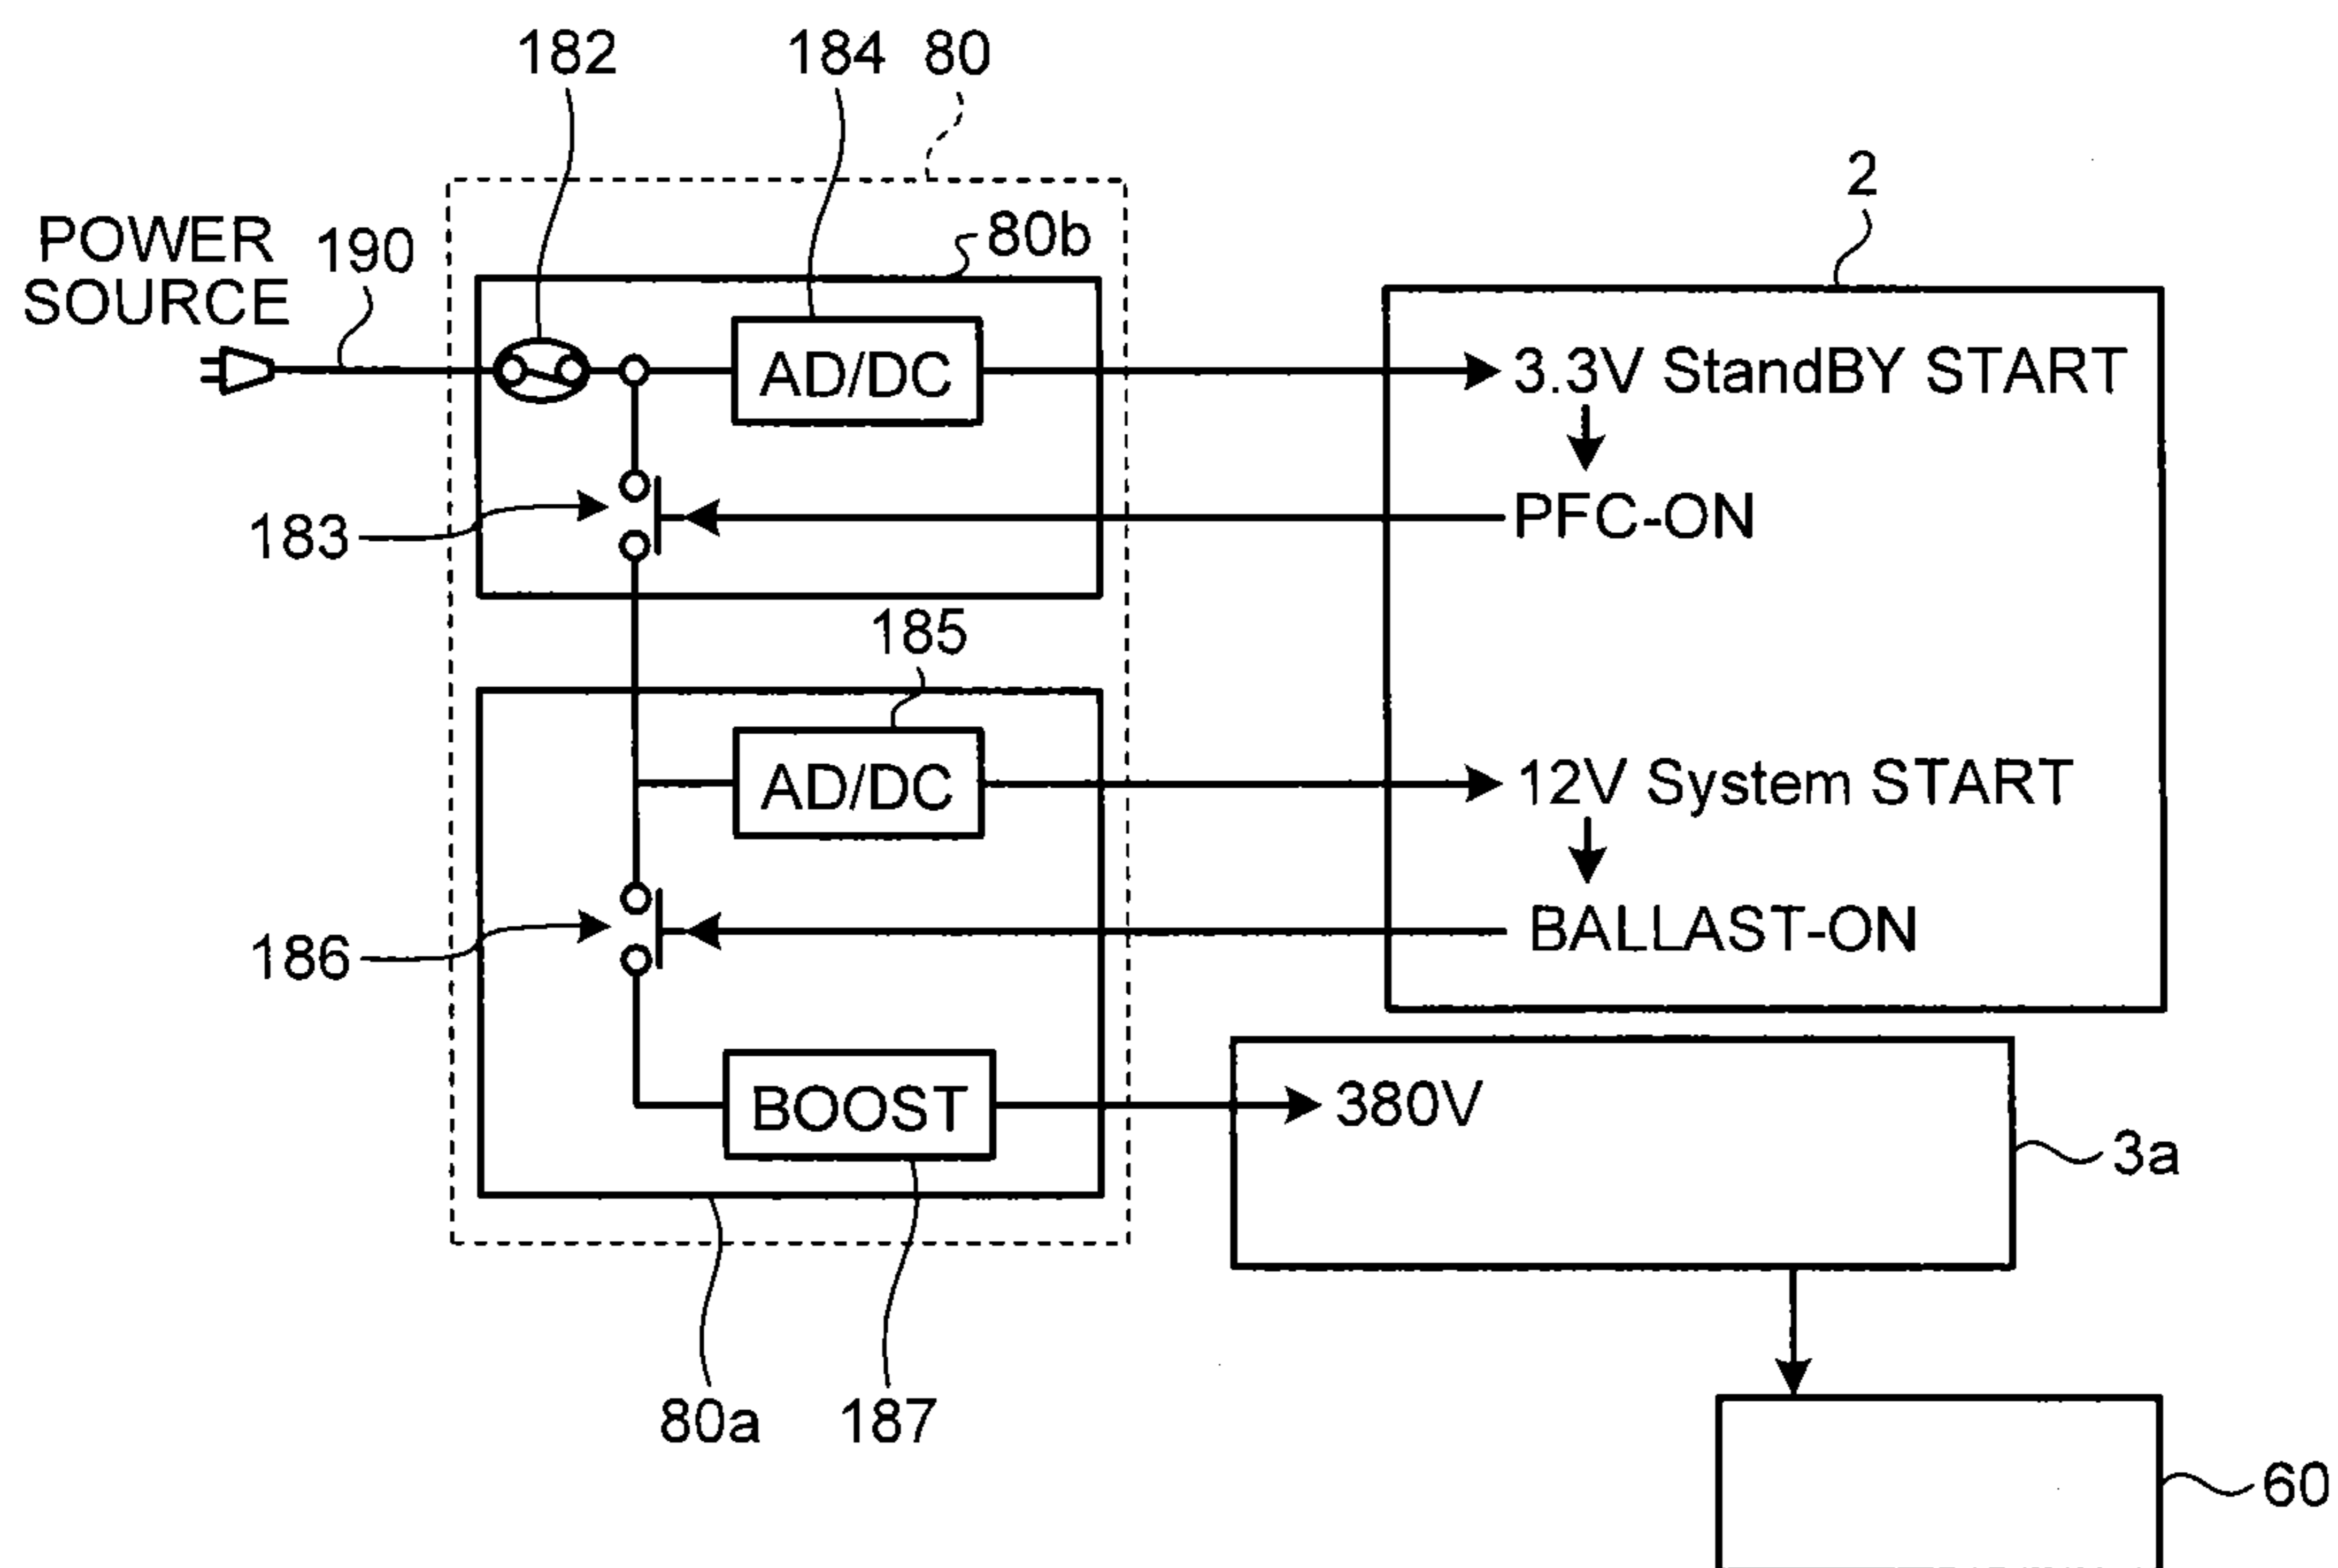 182
184
80
2
80b
POWER
SOURCE
190
AD/DC
3.3V StandBY START
183
PFC-ON
185
AD/DC
12V System START
186
BALLAST-ON
BOOST
380V
3a
80a
187
60